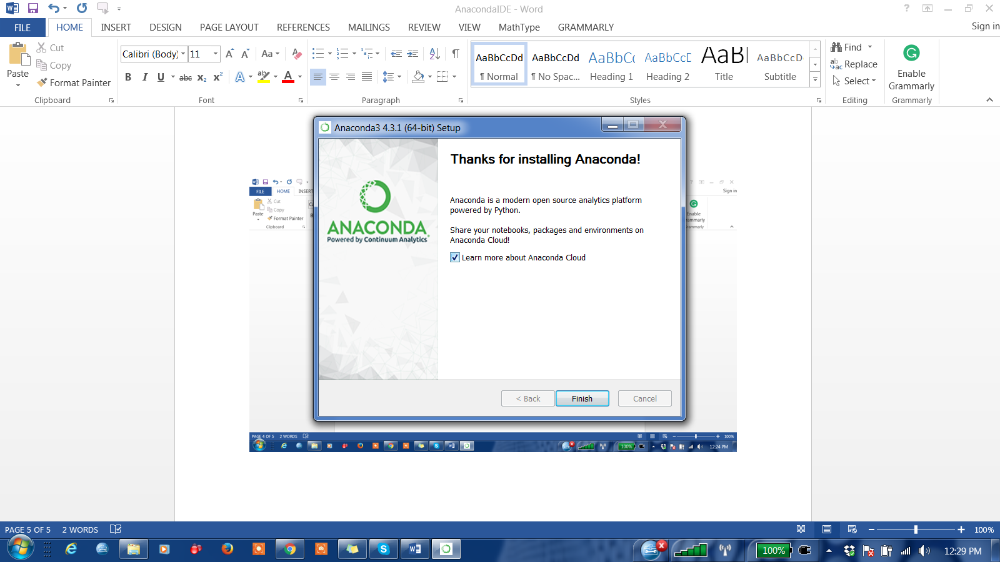 AnacondaIDE - Word
FILE HOME INSERT DESIGN PAGE LAYOUT REFERENCES MAILINGS REVIEW VIEW MathType GRAMMARLY Sign in
Paste
Cut
Copy
Format Painter
Clipboard
Calibri (Body) 11
Font
Paragraph
AaBbCcDd AaBbCcDd AaBbCc AaBbCcD AaB AaBbCcD
¶ Normal ¶ No Spac... Heading 1 Heading 2 Title Subtitle
Styles
Find
Replace
Select
Editing
Enable
Grammarly
Grammarly
Anaconda3 4.3.1 (64-bit) Setup
ANACONDA
Powered by Continuum Analytics
Thanks for installing Anaconda!
Anaconda is a modern open source analytics platform
powered by Python.
Share your notebooks, packages and environments on
Anaconda Cloud!
Learn more about Anaconda Cloud
< Back Finish Cancel
FILE HOME INSERT
Sign in
Paste
Cut
Copy
Format Painter
Clipboard
PAGE 4 OF 5 2 WORDS 100%
100% 12:24 PM
PAGE 5 OF 5 2 WORDS 100%
100% 12:29 PM